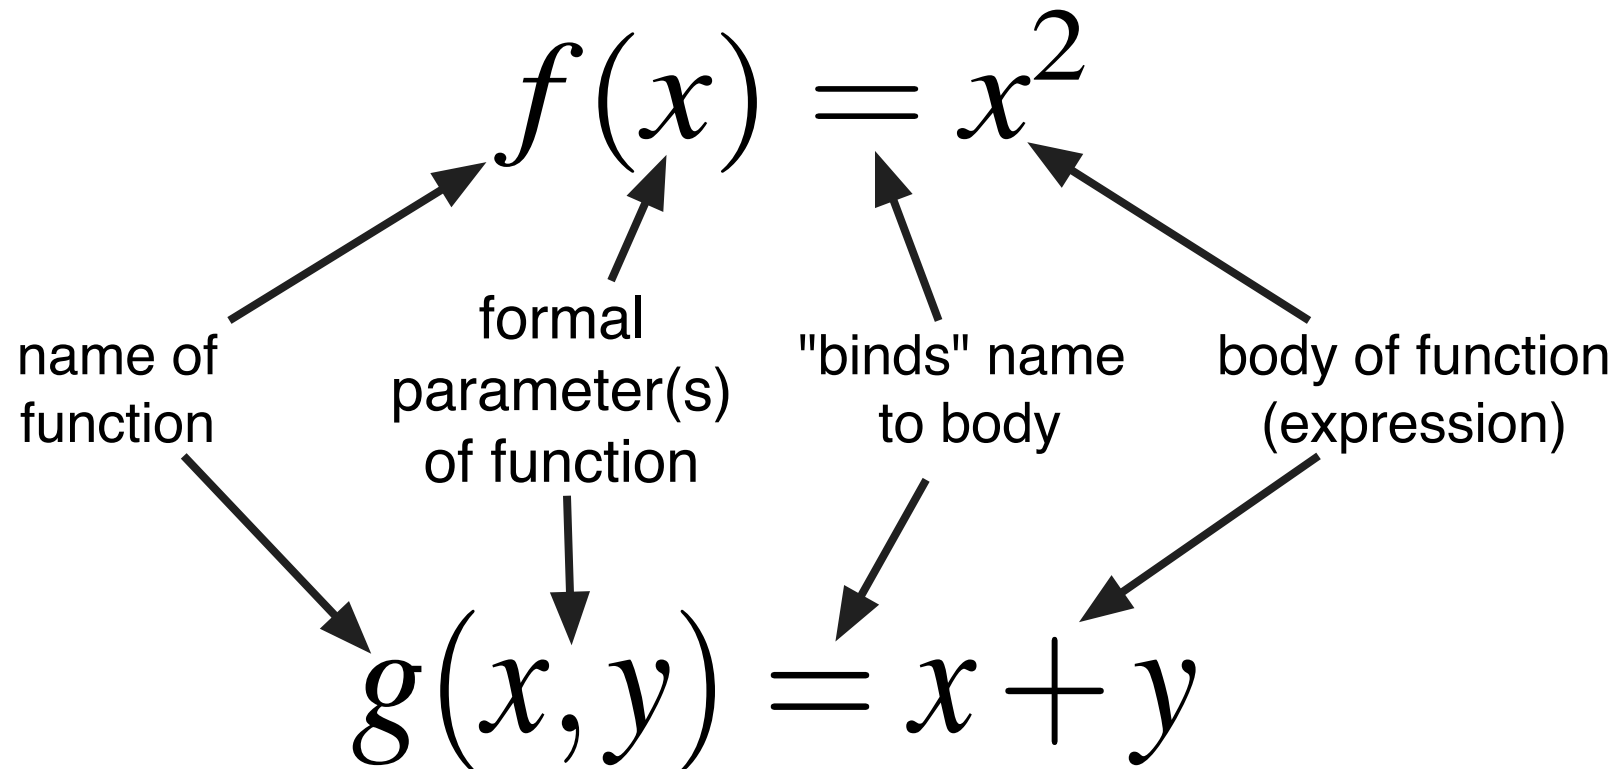 f(x) = x²
name of
function
formal
parameter(s)
of function
"binds" name
to body
body of function
(expression)
g(x, y) = x + y